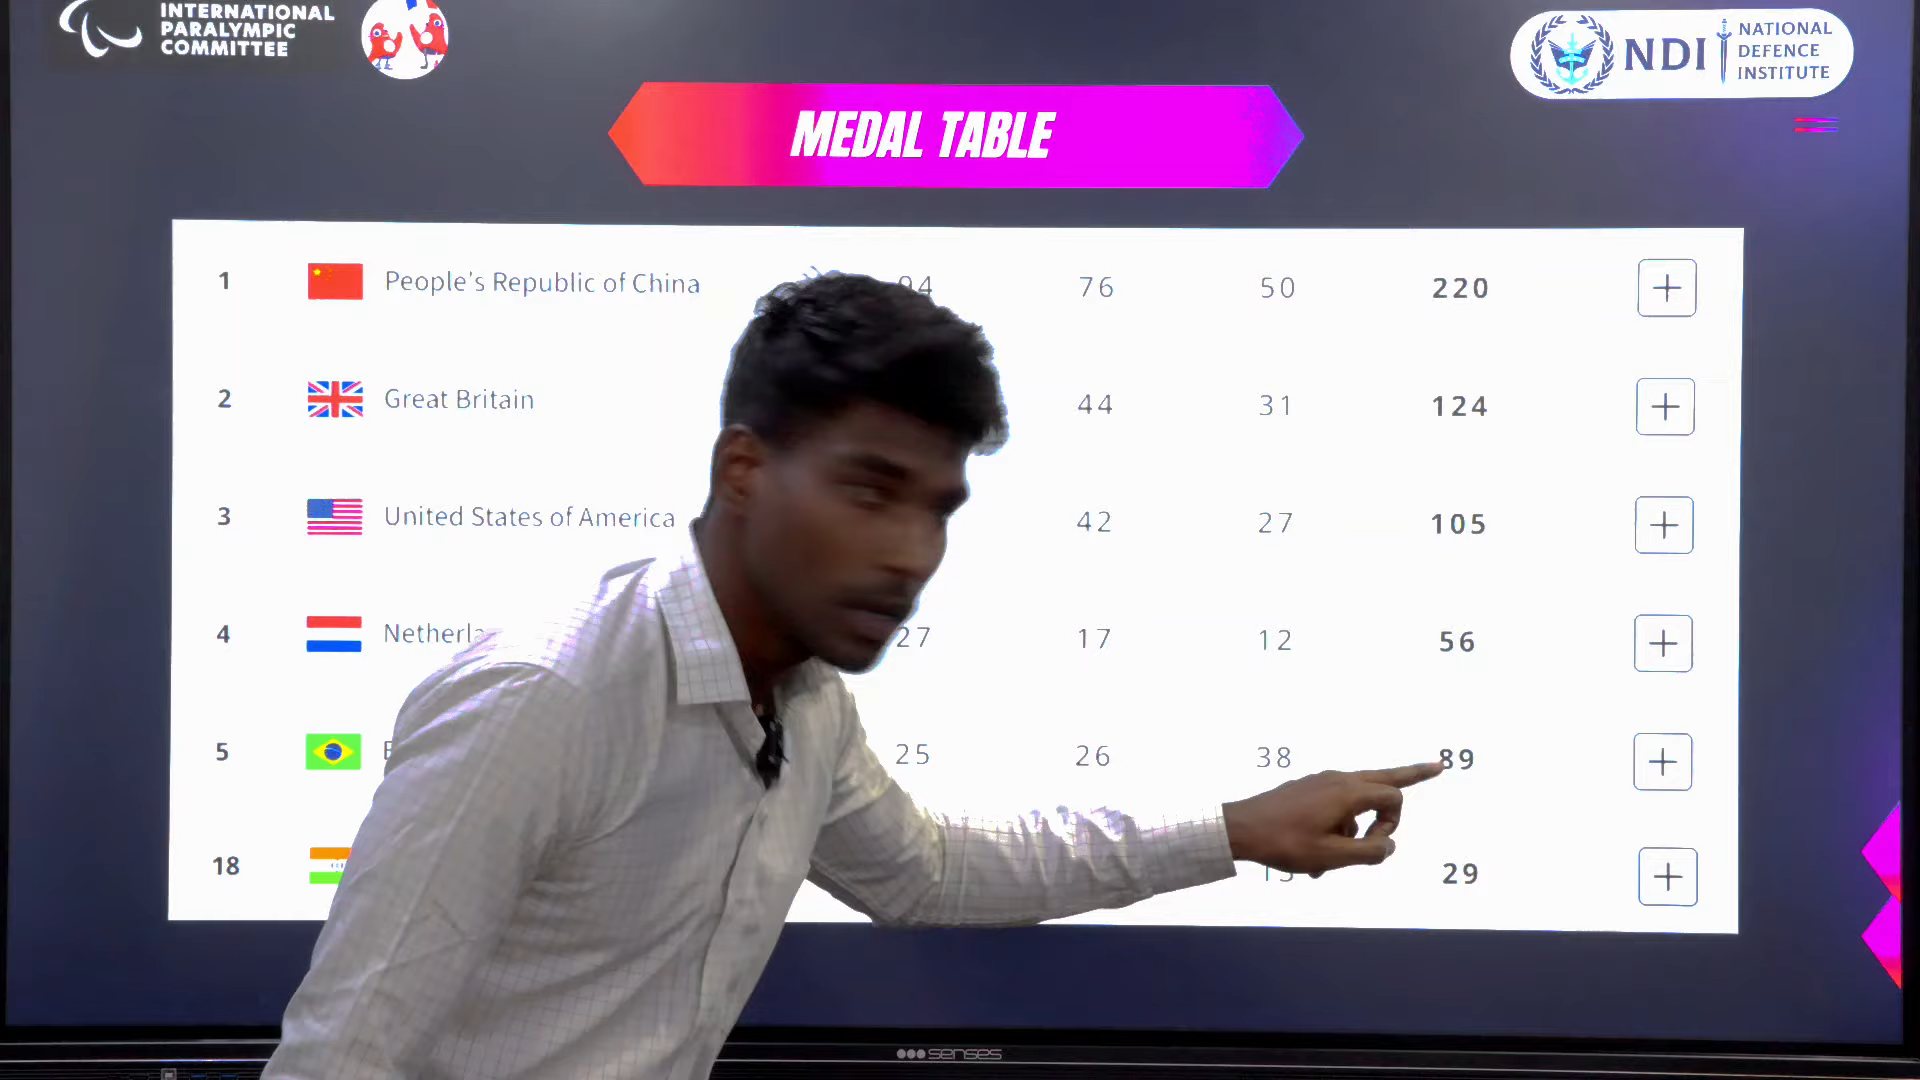 INTERNATIONAL
PARALYMPIC
COMMITTEE
NDI
NATIONAL
DEFENCE
INSTITUTE
MEDAL TABLE
1 People's Republic of China 94 76 50 220
2 Great Britain 44 31 124
3 United States of America 42 27 105
4 27 17 12 56
5 25 26 38 89
18 29
senses